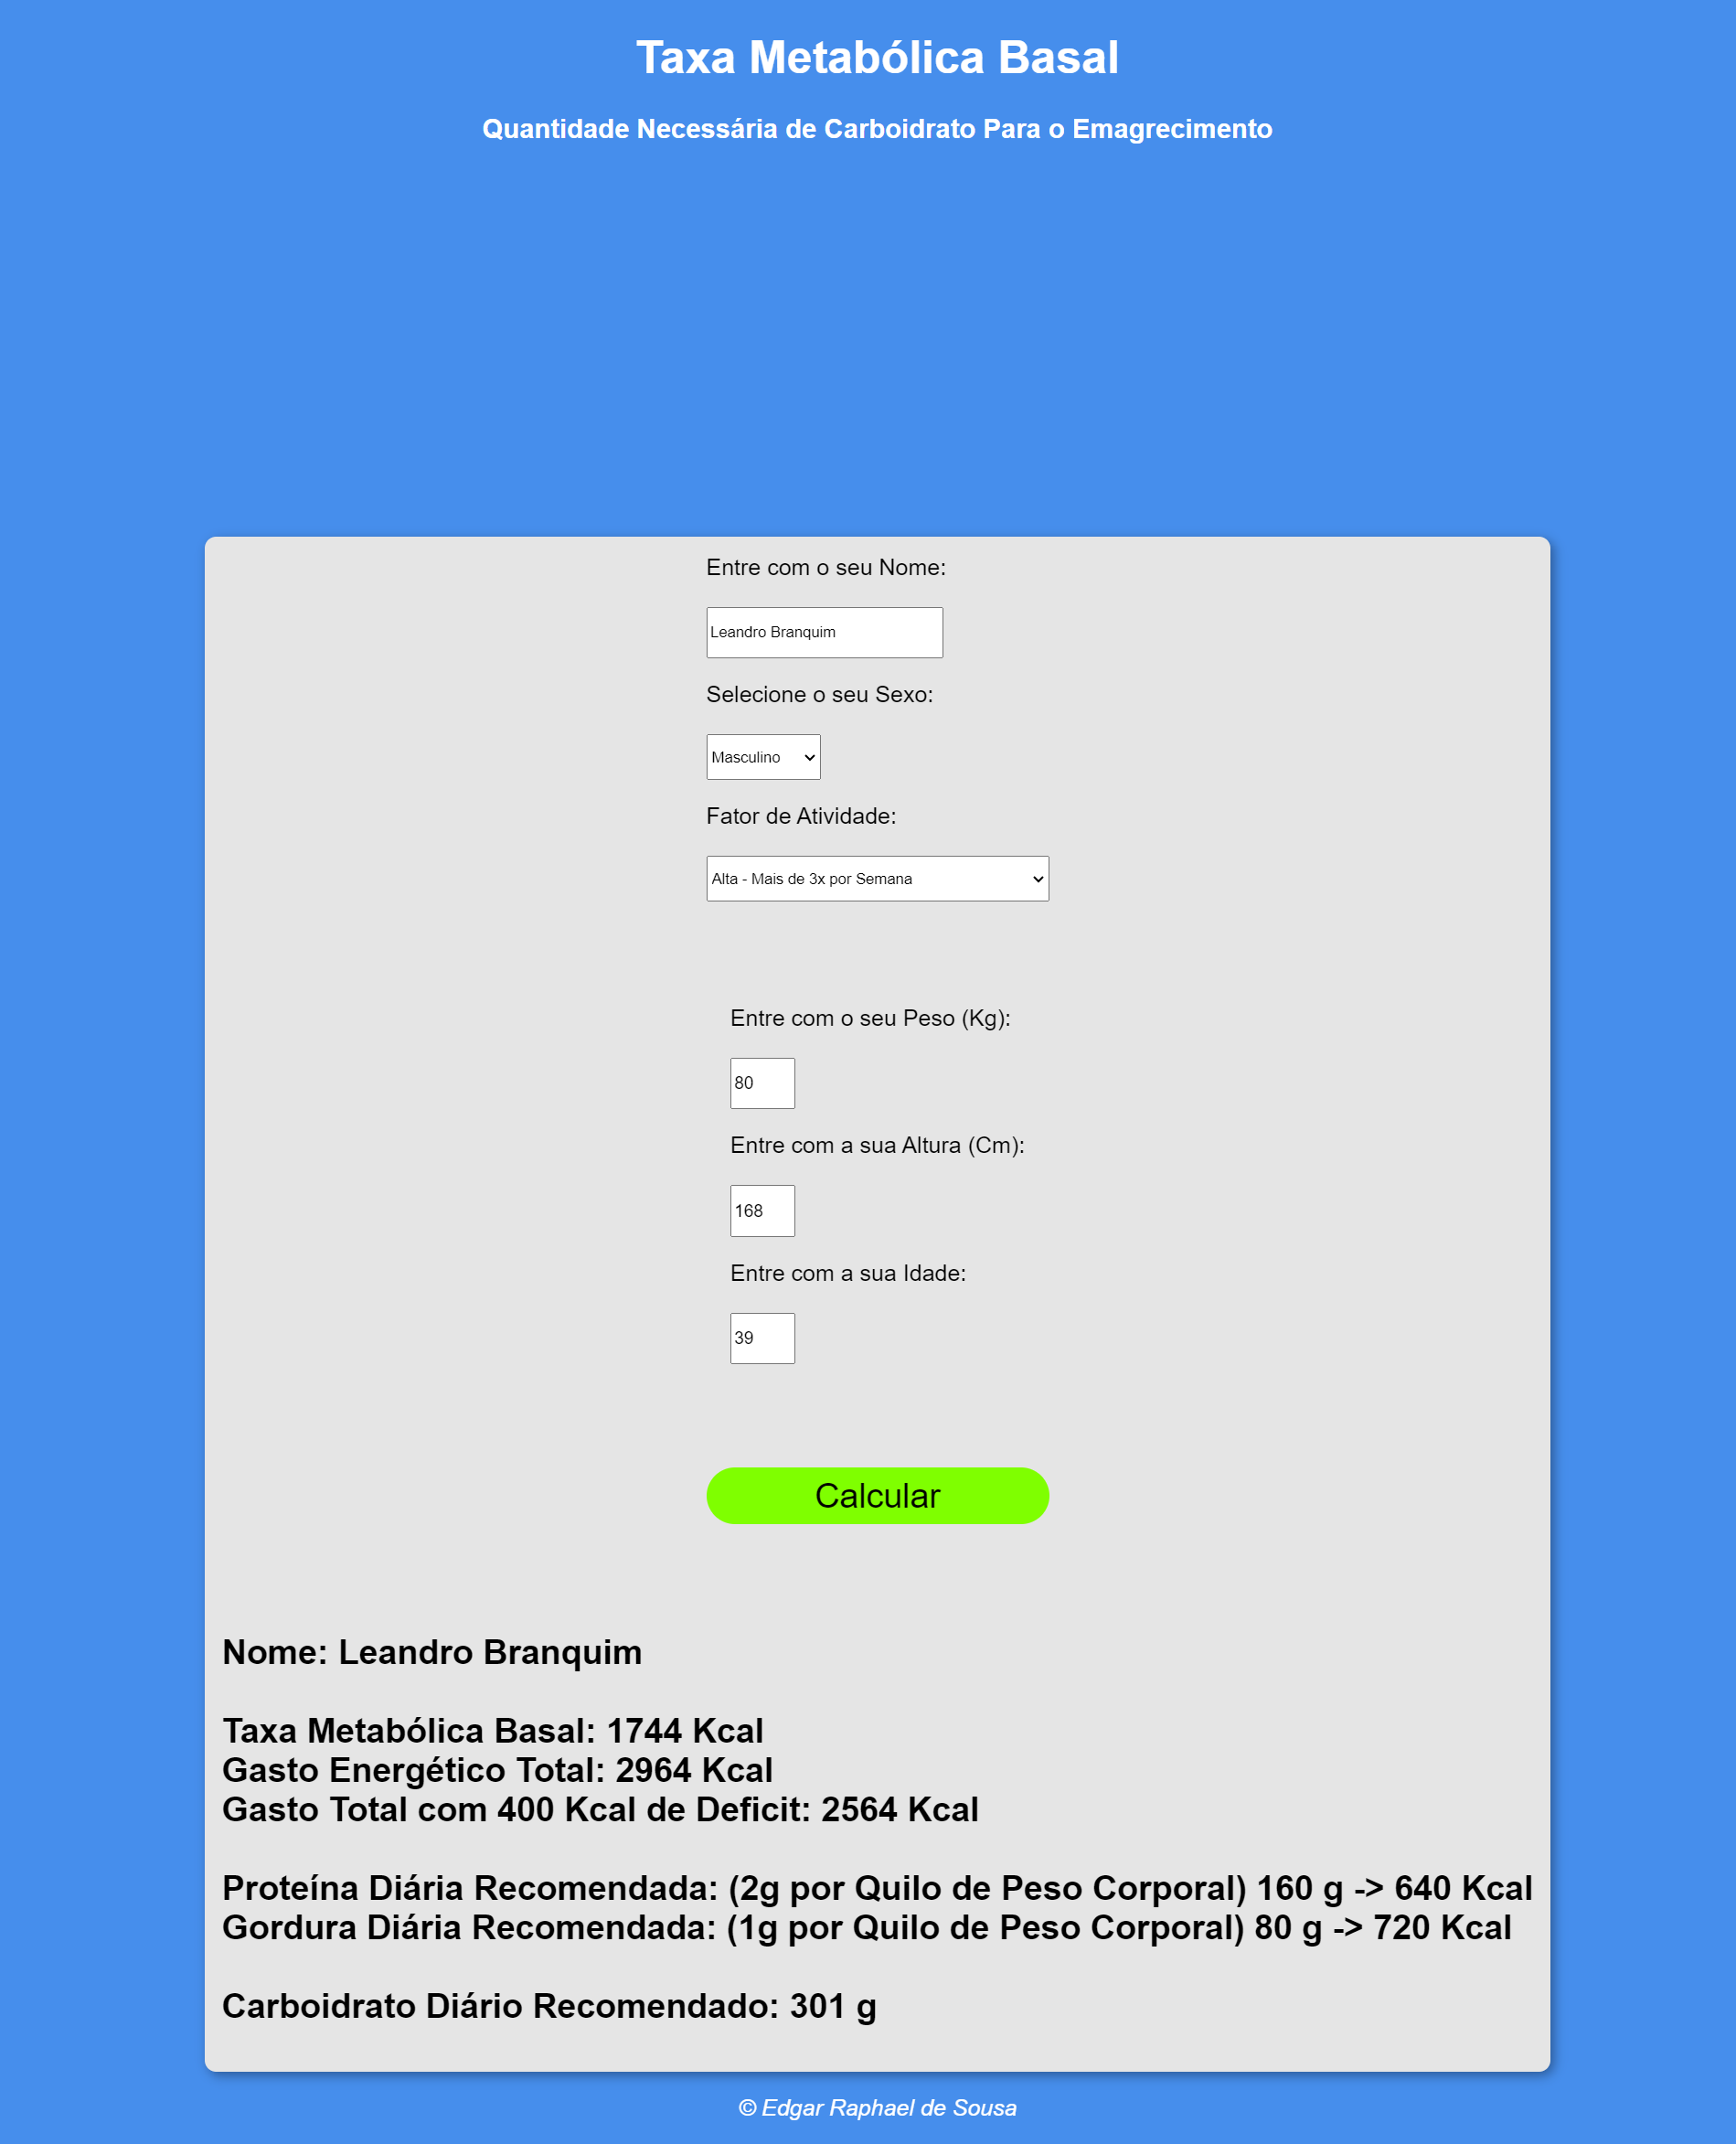 Taxa Metabólica Basal
Quantidade Necessária de Carboidrato Para o Emagrecimento
Entre com o seu Nome:
Leandro Branquim
Selecione o seu Sexo:
Masculino
Fator de Atividade:
Alta - Mais de 3x por Semana
Entre com o seu Peso (Kg):
80
Entre com a sua Altura (Cm):
168
Entre com a sua Idade:
39
Calcular
Nome: Leandro Branquim
Taxa Metabólica Basal: 1744 Kcal
Gasto Energético Total: 2964 Kcal
Gasto Total com 400 Kcal de Deficit: 2564 Kcal
Proteína Diária Recomendada: (2g por Quilo de Peso Corporal) 160 g -> 640 Kcal
Gordura Diária Recomendada: (1g por Quilo de Peso Corporal) 80 g -> 720 Kcal
Carboidrato Diário Recomendado: 301 g
© Edgar Raphael de Sousa